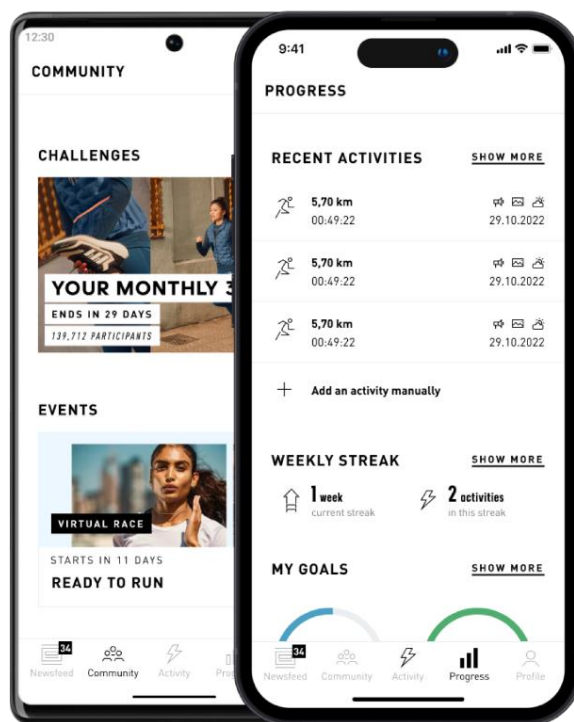 12:30
COMMUNITY
CHALLENGES
YOUR MONTHLY
ENDS IN 29 DAYS
139,712 PARTICIPANTS
EVENTS
VIRTUAL RACE
STARTS IN 11 DAYS
READY TO RUN
34
Newsfeed
Community
Activity
9:41
PROGRESS
RECENT ACTIVITIES
SHOW MORE
5,70 km
00:49:22
29.10.2022
5,70 km
00:49:22
29.10.2022
5,70 km
00:49:22
29.10.2022
Add an activity manually
WEEKLY STREAK
SHOW MORE
1 week
current streak
2 activities
in this streak
MY GOALS
SHOW MORE
34
Newsfeed
Community
Activity
Progress
Profile